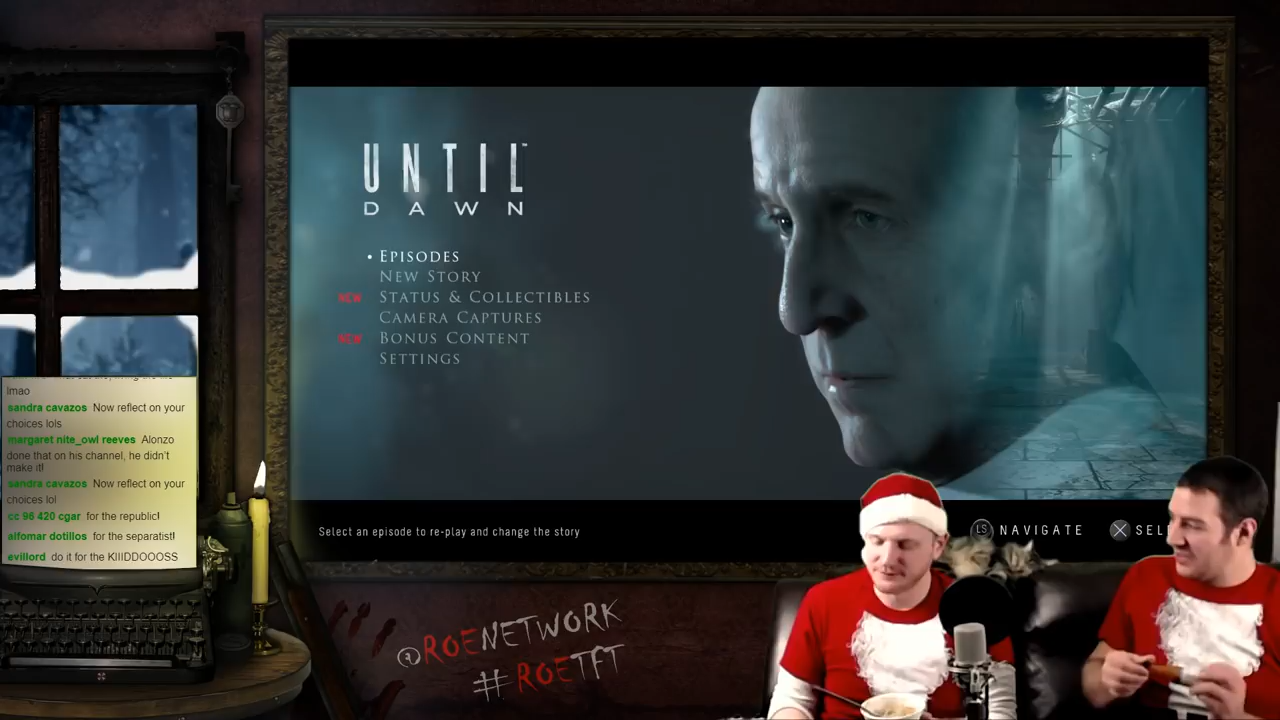 UNTIL™
DAWN
• EPISODES
NEW STORY
NEW STATUS & COLLECTIBLES
CAMERA CAPTURES
NEW BONUS CONTENT
SETTINGS
Select an episode to re-play and change the story
LS NAVIGATE
SEL
lmao
sandra cavazos Now reflect on your
choices lols
margaret nite_owl reeves Alonzo
done that on his channel, he didn't
make it!
sandra cavazos Now reflect on your
choices lol
cc 96 420 cgar for the republic!
alfomar dotillos for the separatist!
evillord do it for the KIIIDDOOOSS
@ROENETWORK
#ROETFT